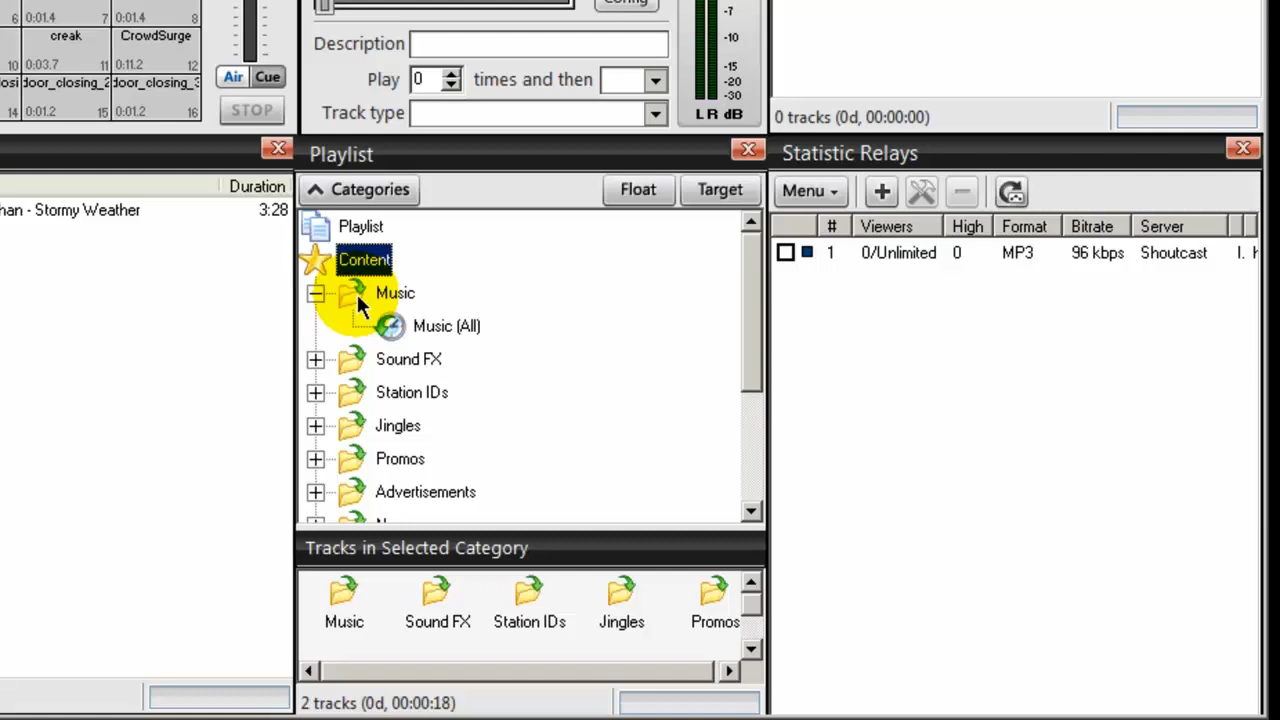 6 0:01.4 7 0:01.4 8
creak CrowdSurge
10 0:03.7 11 0:11.2 12
door_closing_2 door_closing_3
14 0:01.2 15 0:01.2 16
Air Cue
STOP
Description
Play 0 times and then
Track type
-7
-10
-15
-20
-30
L R dB
0 tracks (0d, 00:00:00)
Duration
han - Stormy Weather 3:28
Playlist
Categories Float Target
Playlist
Content
Music
Music (All)
Sound FX
Station IDs
Jingles
Promos
Advertisements
Tracks in Selected Category
Music Sound FX Station IDs Jingles Promos
2 tracks (0d, 00:00:18)
Statistic Relays
Menu
# Viewers High Format Bitrate Server
1 0/Unlimited 0 MP3 96 kbps Shoutcast